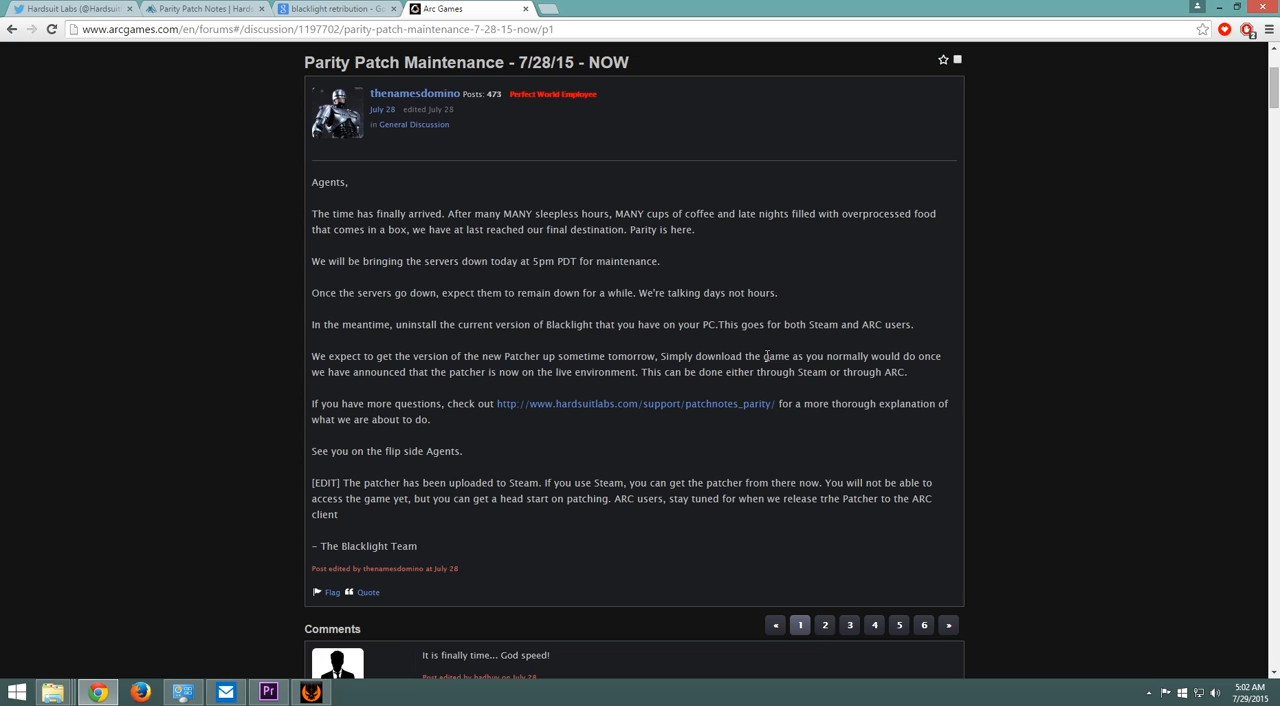 Hardsuit Labs (@Hardsuit
Parity Patch Notes | Hards
blacklight retribution - Go
Arc Games
www.arcgames.com/en/forums#/discussion/1197702/parity-patch-maintenance-7-28-15-now/p1
2
Parity Patch Maintenance - 7/28/15 - NOW
thenamesdomino Posts: 473 Perfect World Employee
July 28 edited July 28
in General Discussion
Agents,
The time has finally arrived. After many MANY sleepless hours, MANY cups of coffee and late nights filled with overprocessed food
that comes in a box, we have at last reached our final destination. Parity is here.
We will be bringing the servers down today at 5pm PDT for maintenance.
Once the servers go down, expect them to remain down for a while. We're talking days not hours.
In the meantime, uninstall the current version of Blacklight that you have on your PC.This goes for both Steam and ARC users.
We expect to get the version of the new Patcher up sometime tomorrow, Simply download the game as you normally would do once
we have announced that the patcher is now on the live environment. This can be done either through Steam or through ARC.
If you have more questions, check out http://www.hardsuitlabs.com/support/patchnotes_parity/ for a more thorough explanation of
what we are about to do.
See you on the flip side Agents.
[EDIT] The patcher has been uploaded to Steam. If you use Steam, you can get the patcher from there now. You will not be able to
access the game yet, but you can get a head start on patching. ARC users, stay tuned for when we release trhe Patcher to the ARC
client
- The Blacklight Team
Post edited by thenamesdomino at July 28
Flag Quote
Comments
« 1 2 3 4 5 6 »
It is finally time... God speed!
Pr
5:02 AM
7/29/2015